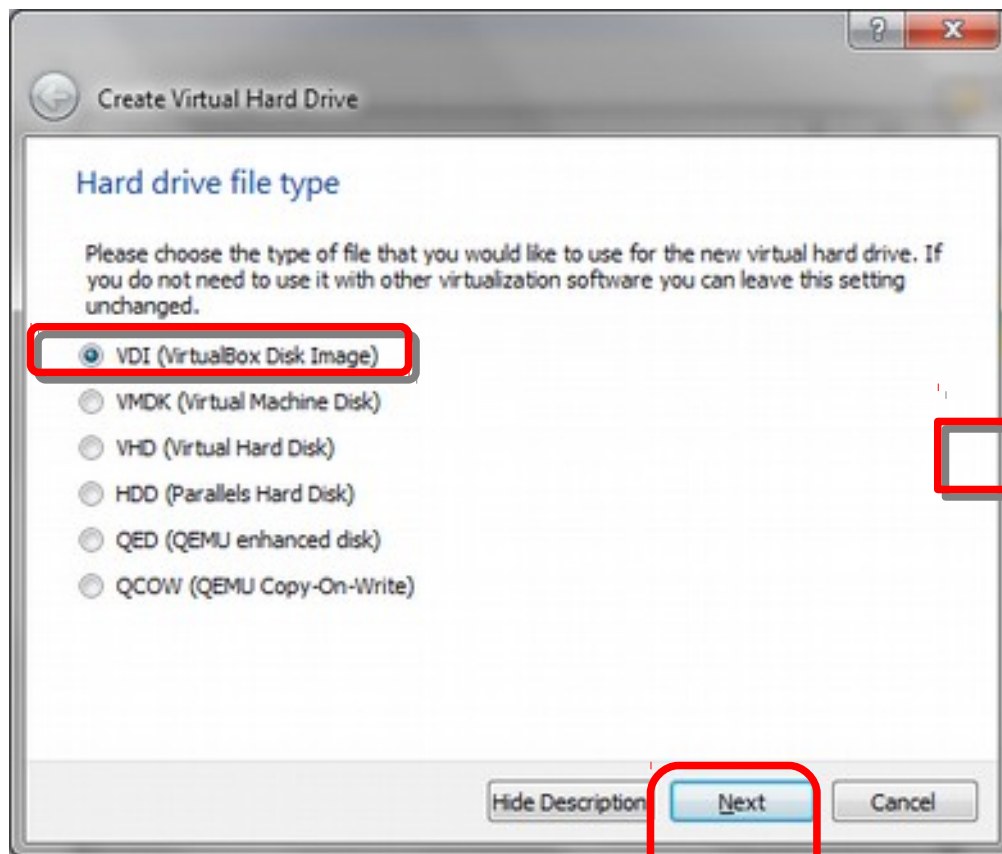 Create Virtual Hard Drive
Hard drive file type
Please choose the type of file that you would like to use for the new virtual hard drive. If
you do not need to use it with other virtualization software you can leave this setting
unchanged.
VDI (VirtualBox Disk Image)
VMDK (Virtual Machine Disk)
VHD (Virtual Hard Disk)
HDD (Parallels Hard Disk)
QED (QEMU enhanced disk)
QCOW (QEMU Copy-On-Write)
Hide Description Next Cancel